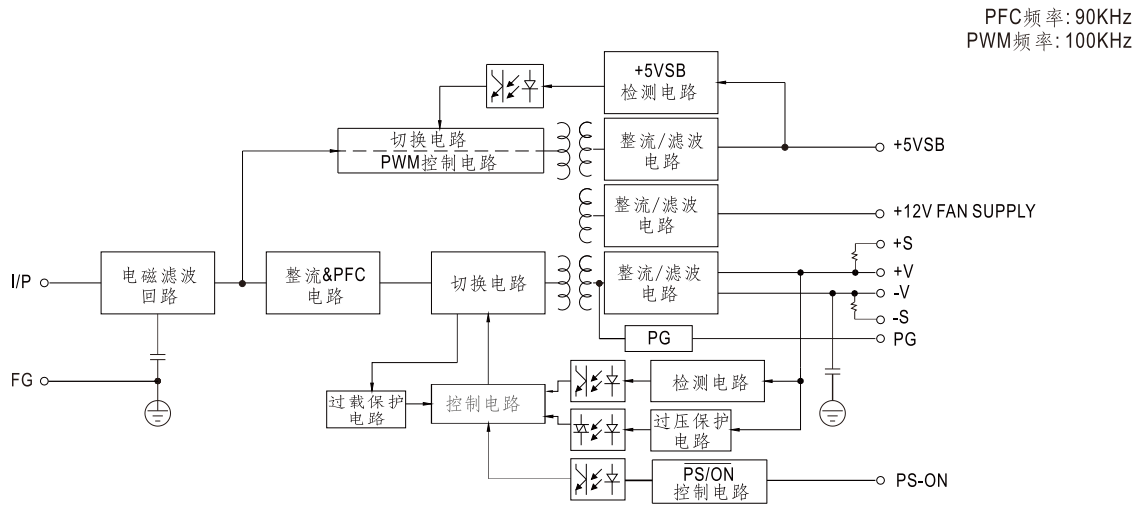 PFC频率: 90KHz
PWM频率: 100KHz
+5VSB
检测电路
切换电路
PWM控制电路
整流/滤波
电路
+5VSB
整流/滤波
电路
+12V FAN SUPPLY
I/P
电磁滤波
回路
整流&PFC
电路
切换电路
整流/滤波
电路
+S
+V
-V
-S
PG
PG
FG
过载保护
电路
控制电路
检测电路
过压保护
电路
PS/ON
控制电路
PS-ON